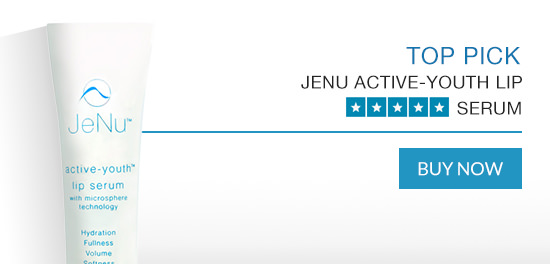 TOP PICK
JENU ACTIVE-YOUTH LIP
SERUM
BUY NOW
JeNu™
active-youth™
lip serum
with microsphere
technology
Hydration
Fullness
Volume
Softness